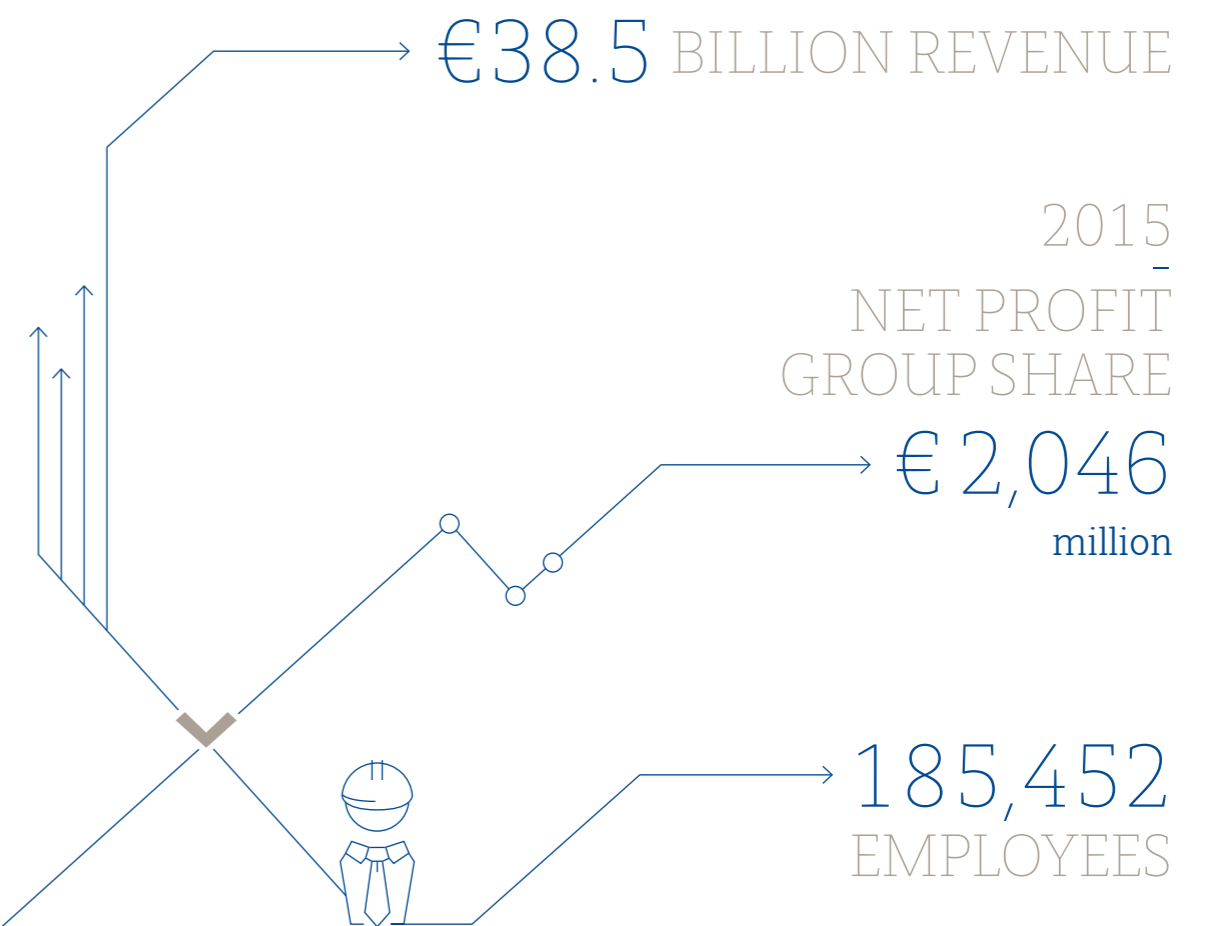 €38.5 BILLION REVENUE
2015
NET PROFIT
GROUP SHARE
€ 2,046
million
185,452
EMPLOYEES